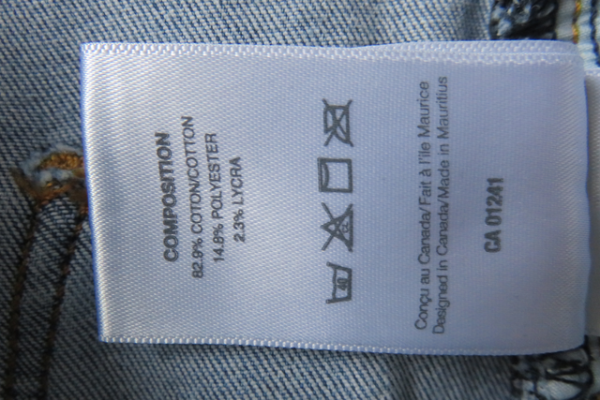 COMPOSITION
82.9% COTON/COTTON
14.8% POLYESTER
2.3% LYCRA
40
Conçu au Canada/Fait à l'île Maurice
Designed in Canada/Made in Mauritius
CA 01241